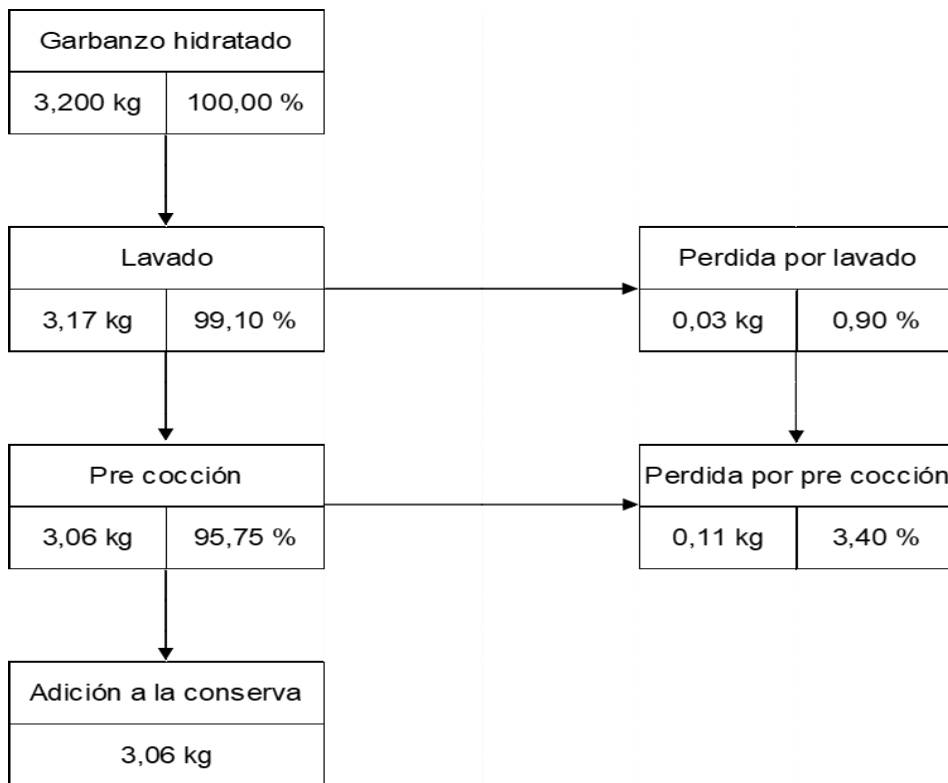 Garbanzo hidratado
3,200 kg 100,00 %
Lavado
3,17 kg 99,10 %
Perdida por lavado
0,03 kg 0,90 %
Pre cocción
3,06 kg 95,75 %
Perdida por pre cocción
0,11 kg 3,40 %
Adición a la conserva
3,06 kg